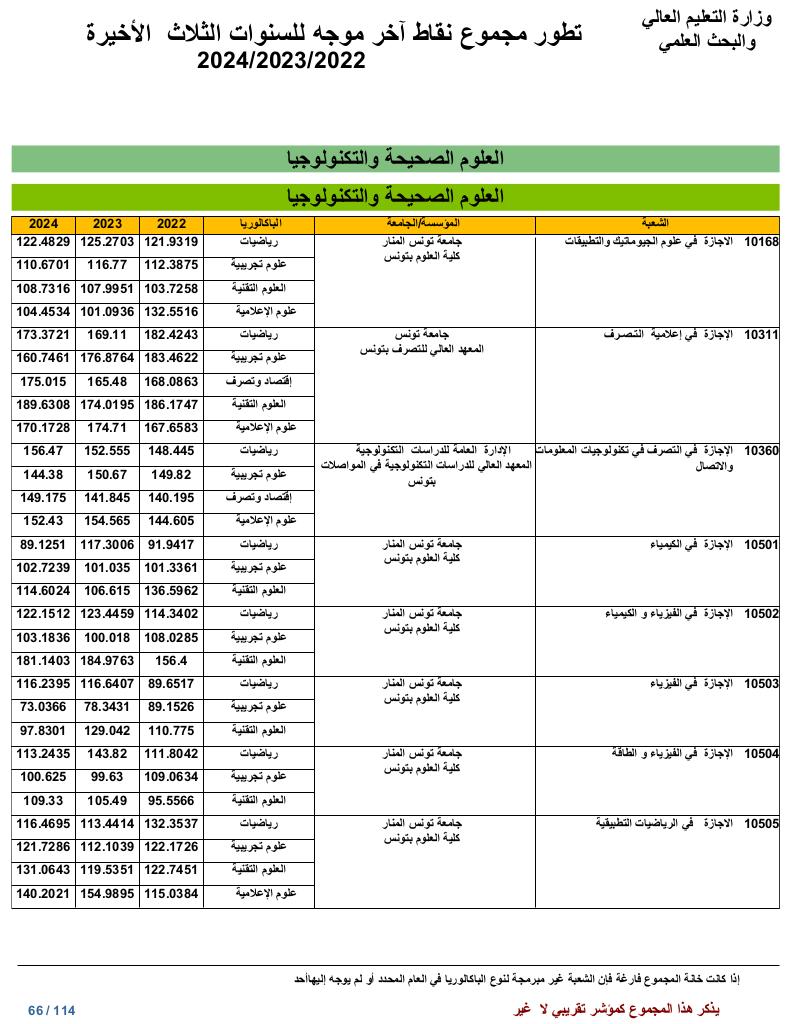 وزارة التعليم العالي
والبحث العلمي
تطور مجموع نقاط آخر موجه للسنوات الثلاث الأخيرة
2024/2023/2022
العلوم الصحيحة والتكنولوجيا
العلوم الصحيحة والتكنولوجيا
الشعبة المؤسسة/الجامعة الباكالوريا 2022 2023 2024
10168 الاجازة في علوم الجيوماتيك والتطبيقات جامعة تونس المنار رياضيات 121.9319 125.2703 122.4829
كلية العلوم بتونس
علوم تجريبية 112.3875 116.77 110.6701
العلوم التقنية 103.7258 107.9951 108.7316
علوم الإعلامية 132.5516 101.0936 104.4534
10311 الإجازة في إعلامية التصرف جامعة تونس رياضيات 182.4243 169.11 173.3721
المعهد العالي للتصرف بتونس
علوم تجريبية 183.4622 176.8764 160.7461
إقتصاد وتصرف 168.0863 165.48 175.015
العلوم التقنية 186.1747 174.0195 189.6308
علوم الإعلامية 167.6583 174.71 170.1728
10360 الإجازة في التصرف في تكنولوجيات المعلومات الإدارة العامة للدراسات التكنولوجية رياضيات 148.445 152.555 156.47
والاتصال المعهد العالي للدراسات التكنولوجية في المواصلات
بتونس
علوم تجريبية 149.82 150.67 144.38
إقتصاد وتصرف 140.195 141.845 149.175
علوم الإعلامية 144.605 154.565 152.43
10501 الإجازة في الكيمياء جامعة تونس المنار رياضيات 91.9417 117.3006 89.1251
كلية العلوم بتونس
علوم تجريبية 101.3361 101.035 102.7239
العلوم التقنية 136.5962 106.615 114.6024
10502 الاجازة في الفيزياء و الكيمياء جامعة تونس المنار رياضيات 114.3402 123.4459 122.1512
كلية العلوم بتونس
علوم تجريبية 108.0285 100.018 103.1836
العلوم التقنية 156.4 184.9763 181.1403
10503 الإجازة في الفيزياء جامعة تونس المنار رياضيات 89.6517 116.6407 116.2395
كلية العلوم بتونس
علوم تجريبية 89.1526 78.3431 73.0366
العلوم التقنية 110.775 129.042 97.8301
10504 الاجازة في الفيزياء و الطاقة جامعة تونس المنار رياضيات 111.8042 143.82 113.2435
كلية العلوم بتونس
علوم تجريبية 109.0634 99.63 100.625
العلوم التقنية 95.5566 105.49 109.33
10505 الاجازة في الرياضيات التطبيقية جامعة تونس المنار رياضيات 132.3537 113.4414 116.4695
كلية العلوم بتونس
علوم تجريبية 122.1726 112.1039 121.7286
العلوم التقنية 122.7451 119.5351 131.0643
علوم الإعلامية 115.0384 154.9895 140.2021
إذا كانت خانة المجموع فارغة فإن الشعبة غير مبرمجة لنوع الباكالوريا في العام المحدد أو لم يوجه إليهاأحد
يذكر هذا المجموع كمؤشر تقريبي لا غير
66 / 114